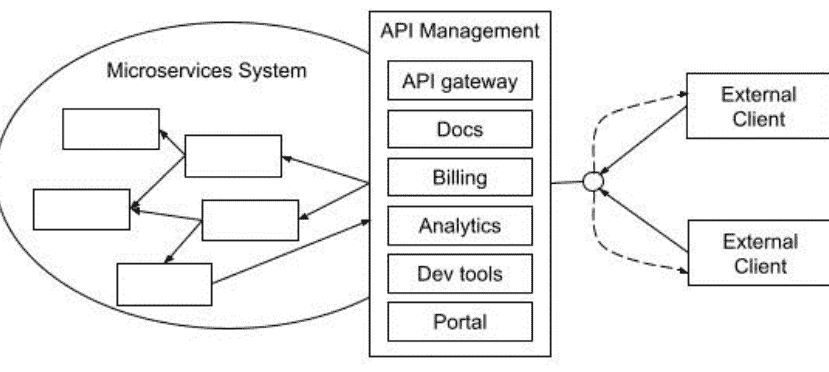 Microservices System
API Management
API gateway
Docs
Billing
Analytics
Dev tools
Portal
External
Client
External
Client